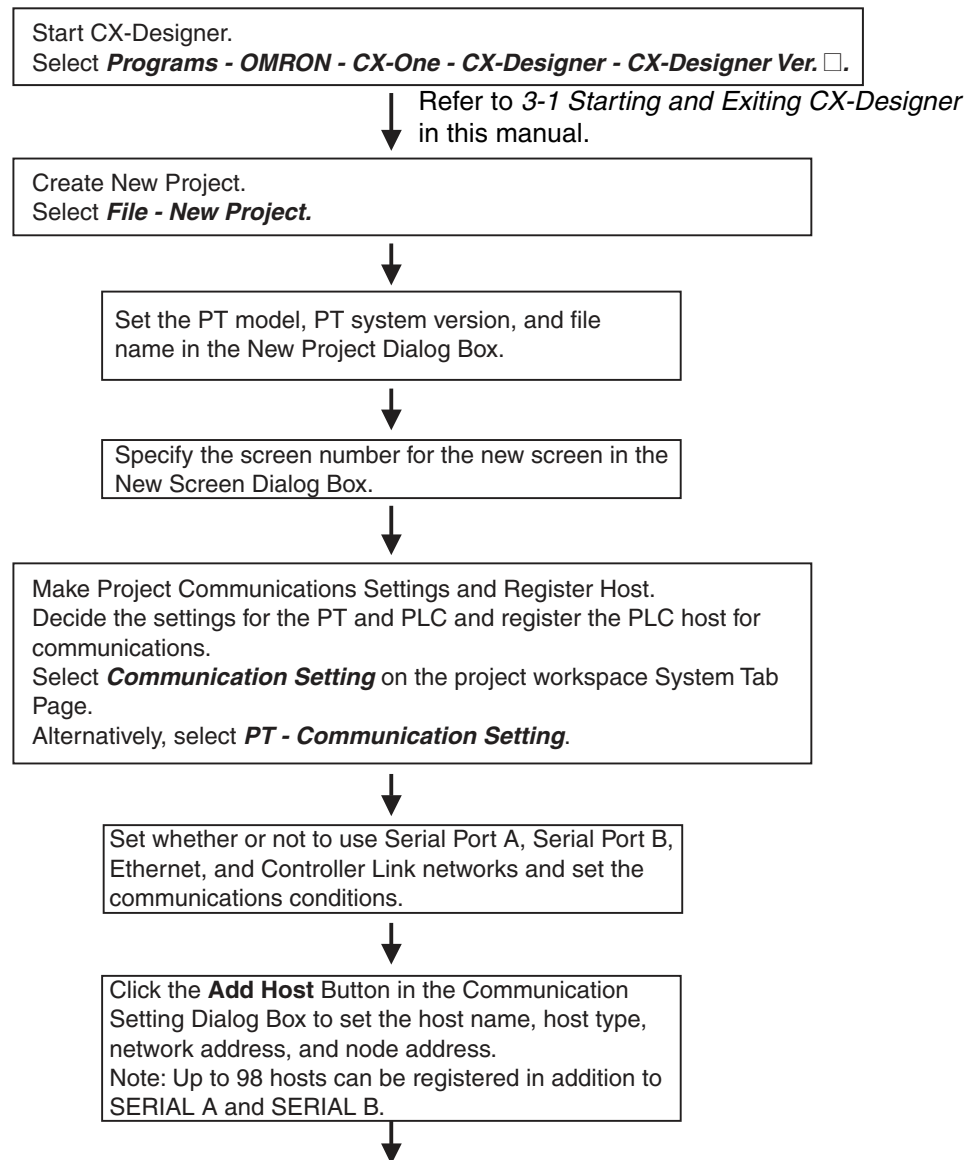 Start CX-Designer.
Select Programs - OMRON - CX-One - CX-Designer - CX-Designer Ver. □.
Refer to 3-1 Starting and Exiting CX-Designer
in this manual.
Create New Project.
Select File - New Project.
Set the PT model, PT system version, and file
name in the New Project Dialog Box.
Specify the screen number for the new screen in the
New Screen Dialog Box.
Make Project Communications Settings and Register Host.
Decide the settings for the PT and PLC and register the PLC host for
communications.
Select Communication Setting on the project workspace System Tab
Page.
Alternatively, select PT - Communication Setting.
Set whether or not to use Serial Port A, Serial Port B,
Ethernet, and Controller Link networks and set the
communications conditions.
Click the Add Host Button in the Communication
Setting Dialog Box to set the host name, host type,
network address, and node address.
Note: Up to 98 hosts can be registered in addition to
SERIAL A and SERIAL B.